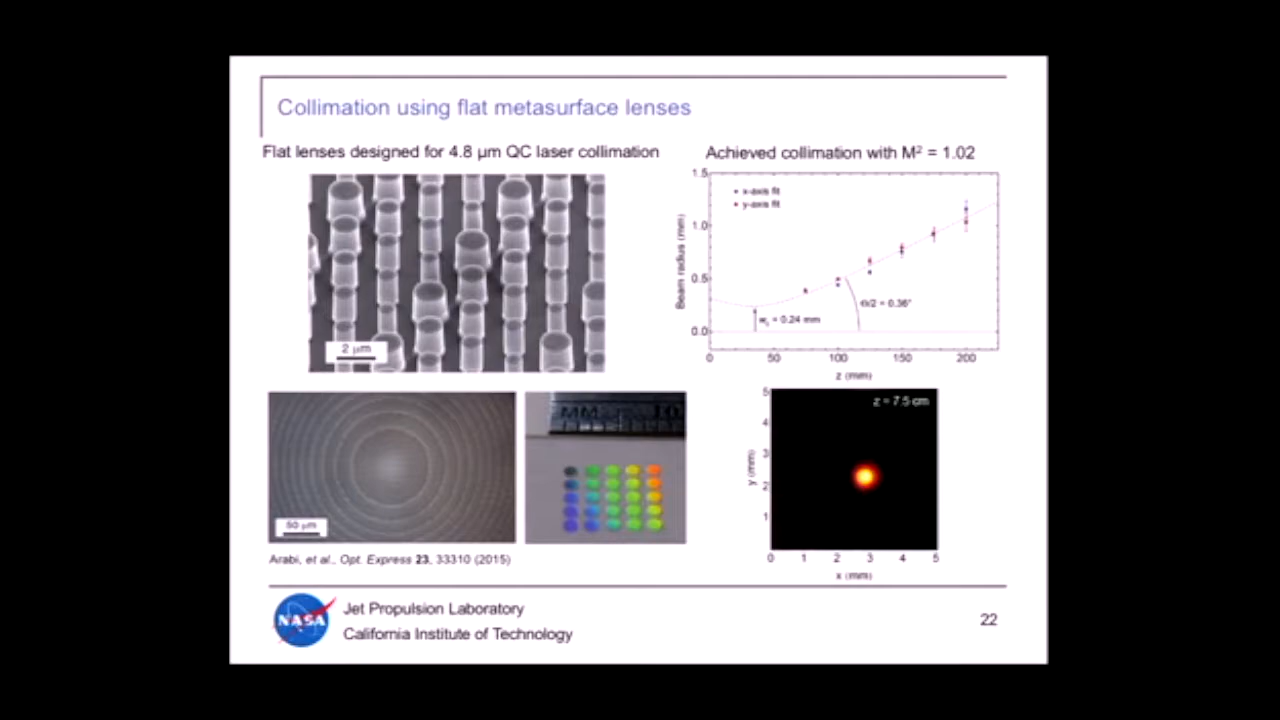 Collimation using flat metasurface lenses
Flat lenses designed for 4.8 µm QC laser collimation
Achieved collimation with M² = 1.02
2 µm
1.5
1.0
0.5
0.0
Beam radius (mm)
x-axis fit
y-axis fit
Θ/2 = 0.36°
w₀ = 0.24 mm
0 50 100 150 200
z (mm)
50 µm
MM 10
z = 7.5 cm
5
4
3
2
1
y (mm)
0 1 2 3 4 5
x (mm)
Arabi, et al., Opt. Express 23, 33310 (2015)
NASA
Jet Propulsion Laboratory
California Institute of Technology
22